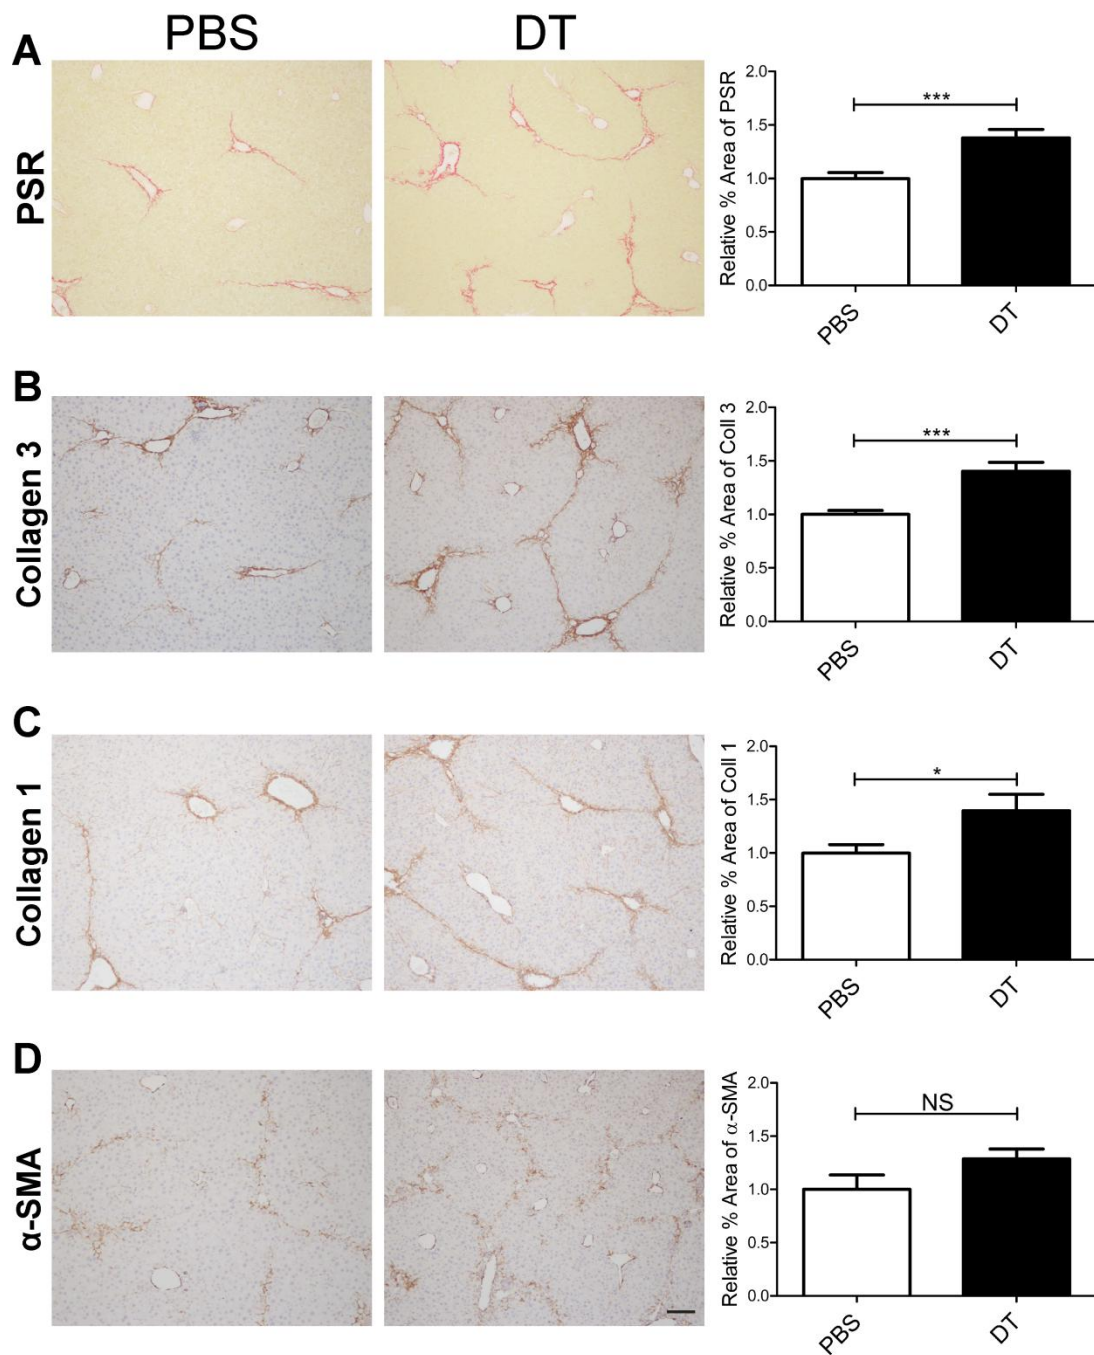 PBS DT
A
PSR
Relative % Area of PSR
2.0
1.5
1.0
0.5
0.0
***
PBS
DT
B
Collagen 3
Relative % Area of Coll 3
2.0
1.5
1.0
0.5
0.0
***
PBS
DT
C
Collagen 1
Relative % Area of Coll 1
2.0
1.5
1.0
0.5
0.0
*
PBS
DT
D
α-SMA
Relative % Area of α-SMA
2.0
1.5
1.0
0.5
0.0
NS
PBS
DT